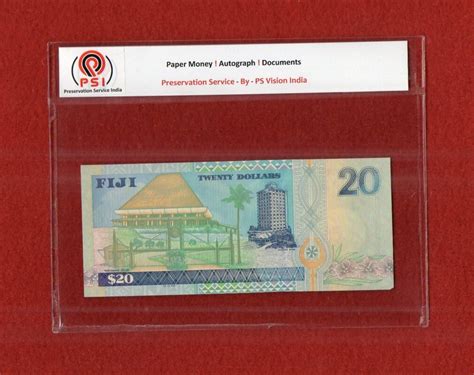 PSI
Preservation Service India
Paper Money | Autograph | Documents
Preservation Service - By - PS Vision India
FIJI
TWENTY DOLLARS
20
$20